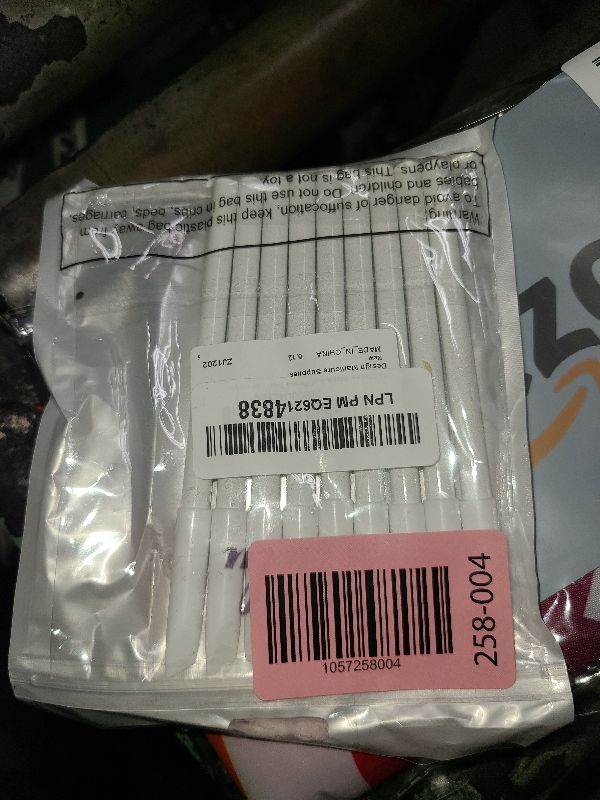 Warning:
To avoid danger of suffocation, keep this plastic bag away from
babies and children. Do not use this bag in cribs, beds, carriages,
or playpens. This bag is not a toy.
Design Manicure Supplies
New
MADE_IN_CHINA 6.12
ZJ1202
LPN PM EQ6214838
1057258004
258-004